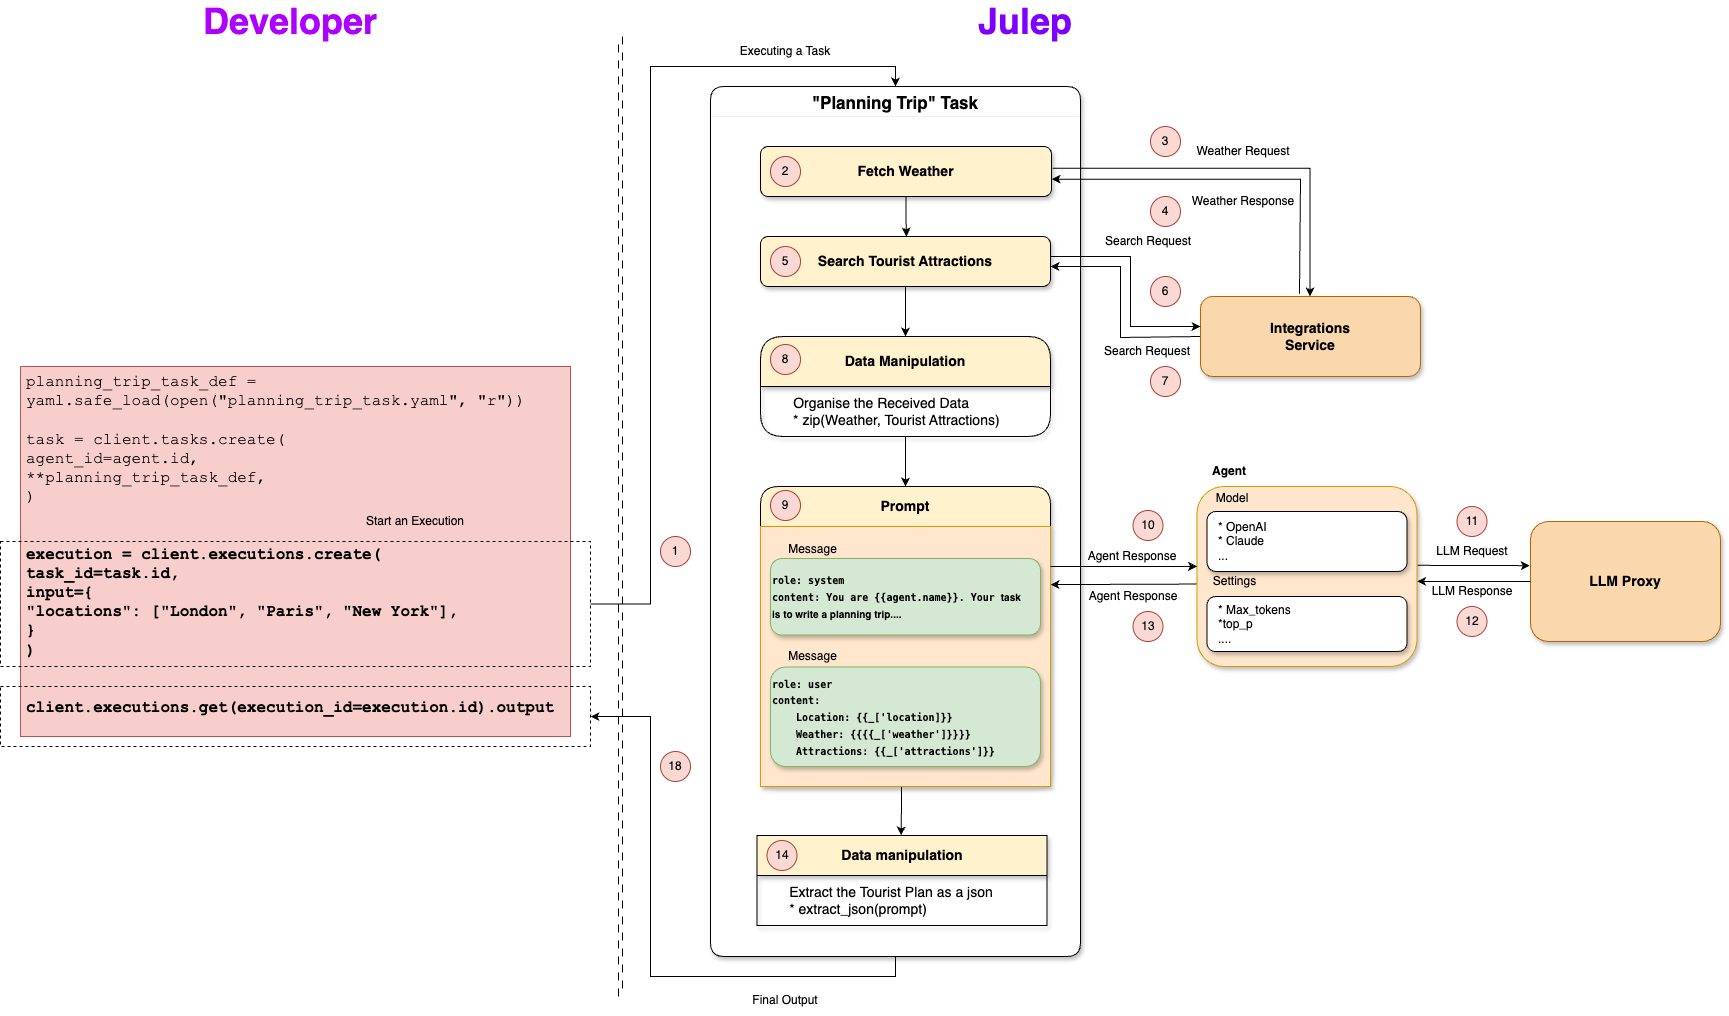 Developer
Julep
Executing a Task
"Planning Trip" Task
2
Fetch Weather
3
Weather Request
4
Weather Response
5
Search Tourist Attractions
Search Request
6
Integrations
Service
Search Request
7
8
Data Manipulation
Organise the Received Data
* zip(Weather, Tourist Attractions)
planning_trip_task_def =
yaml.safe_load(open("planning_trip_task.yaml", "r"))
task = client.tasks.create(
agent_id=agent.id,
**planning_trip_task_def,
)
Start an Execution
execution = client.executions.create(
task_id=task.id,
input={
"locations": ["London", "Paris", "New York"],
}
)
client.executions.get(execution_id=execution.id).output
1
18
9
Prompt
Message
role: system
content: You are {{agent.name}}. Your task
is to write a planning trip....
Message
role: user
content:
Location: {{_['location]}}
Weather: {{{{_['weather']}}}}}
Attractions: {{_['attractions']}}
10
Agent Response
Agent Response
13
Agent
Model
* OpenAI
* Claude
...
Settings
* Max_tokens
*top_p
....
11
LLM Request
LLM Response
12
LLM Proxy
14
Data manipulation
Extract the Tourist Plan as a json
* extract_json(prompt)
Final Output